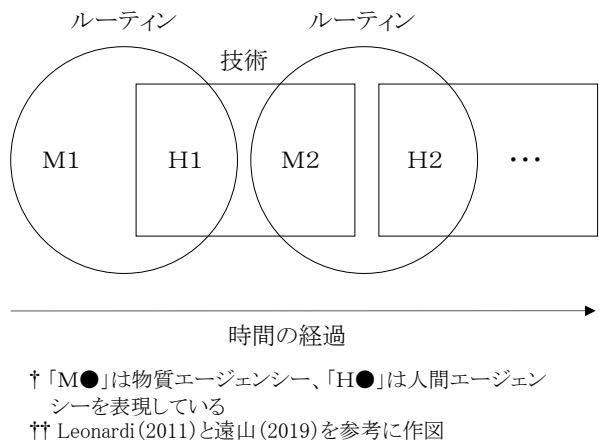 ルーティン　ルーティン
技術
M1　H1　M2　H2　・・・
時間の経過
†「M●」は物質エージェンシー、「H●」は人間エージェン
シーを表現している
†† Leonardi(2011)と遠山(2019)を参考に作図